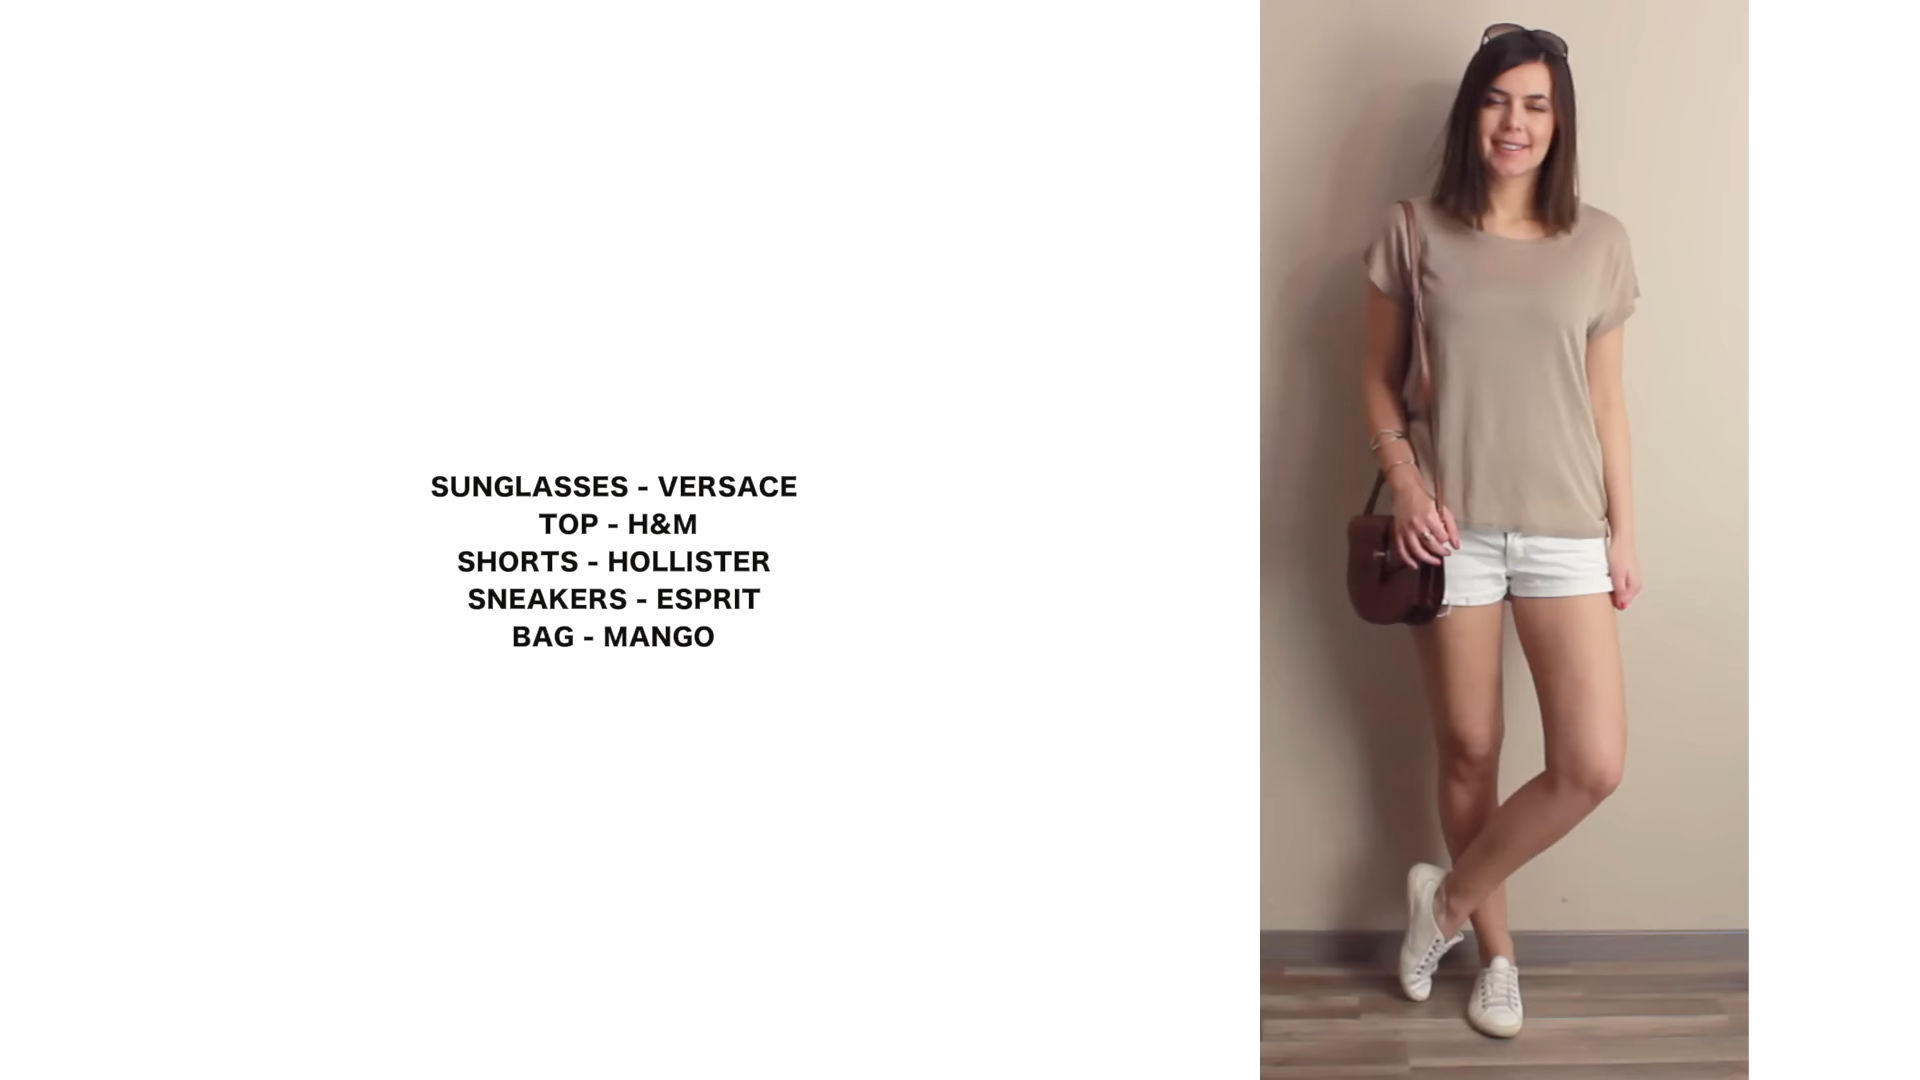 SUNGLASSES - VERSACE
TOP - H&M
SHORTS - HOLLISTER
SNEAKERS - ESPRIT
BAG - MANGO